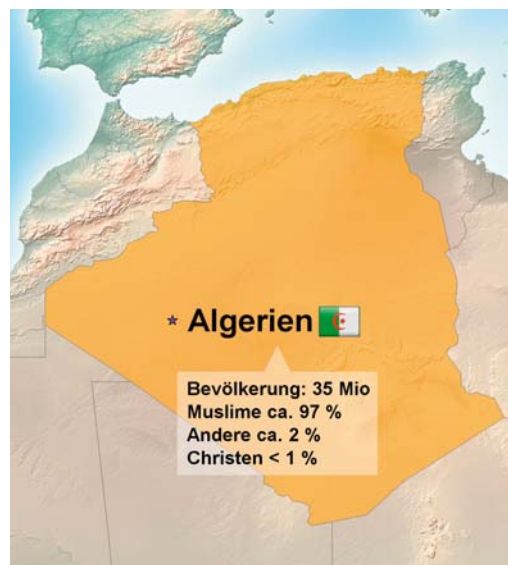 Algerien
Bevölkerung: 35 Mio
Muslime ca. 97 %
Andere ca. 2 %
Christen < 1 %